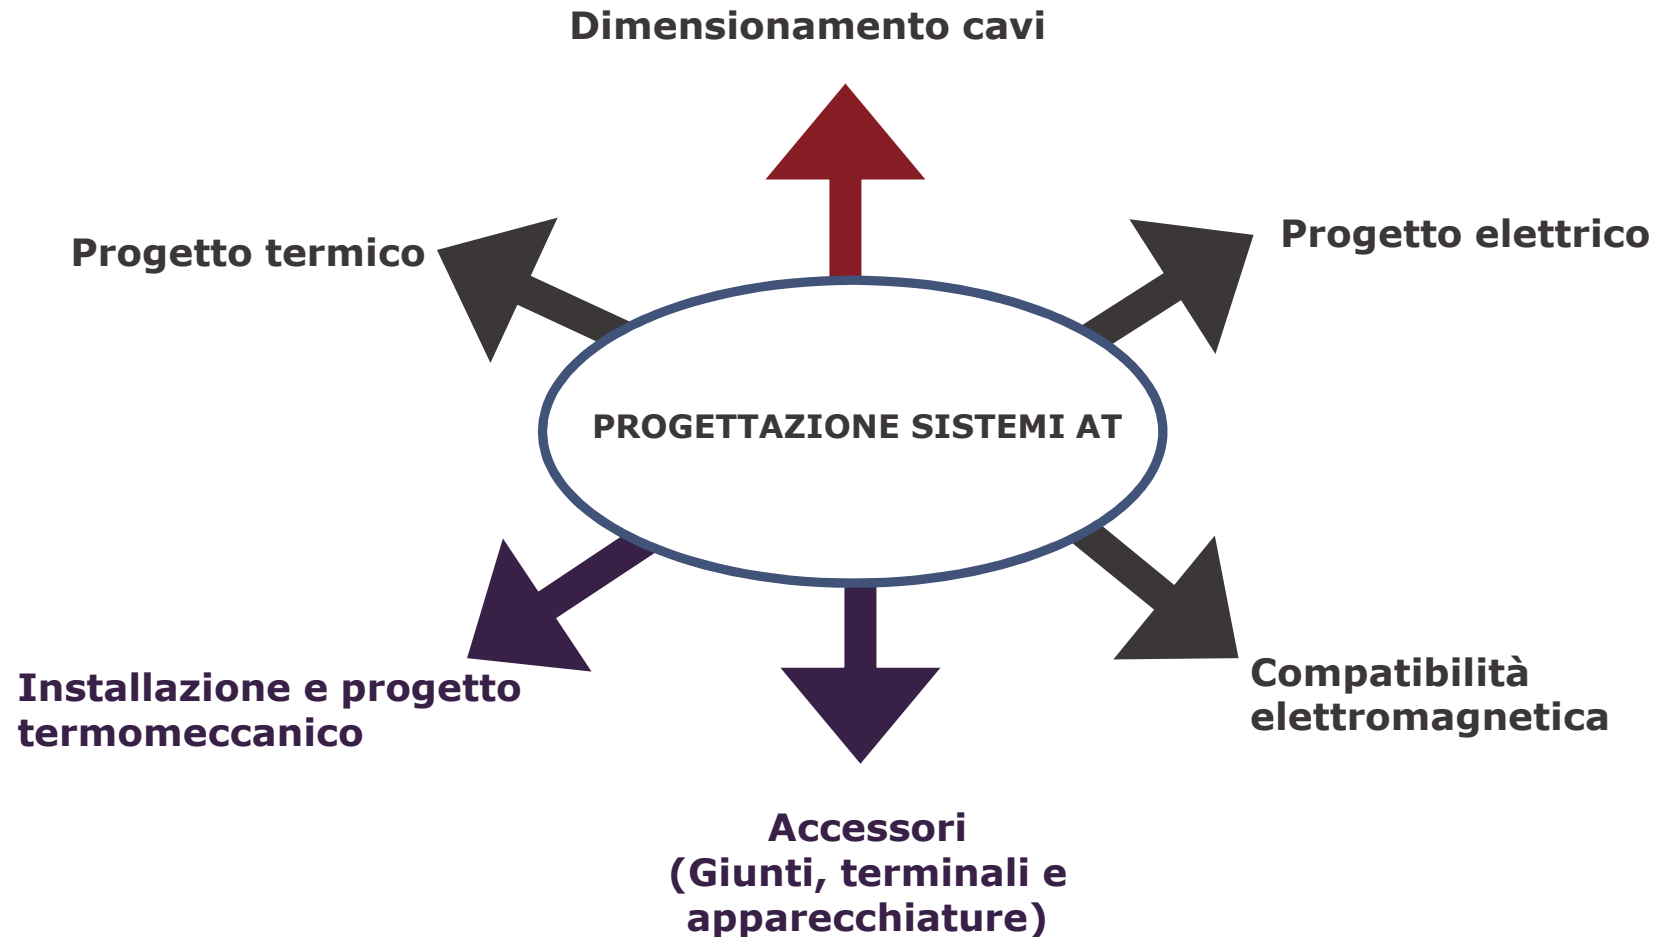 Dimensionamento cavi
Progetto termico
Progetto elettrico
PROGETTAZIONE SISTEMI AT
Installazione e progetto
termomeccanico
Compatibilità
elettromagnetica
Accessori
(Giunti, terminali e
apparecchiature)